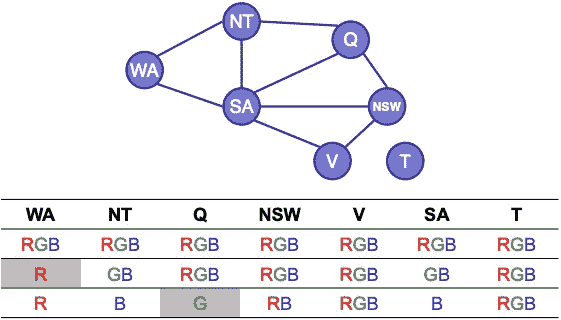 NT
Q
WA
SA
NSW
V T
WA NT Q NSW V SA T
RGB RGB RGB RGB RGB RGB RGB
R GB RGB RGB RGB GB RGB
R B G RB RGB B RGB